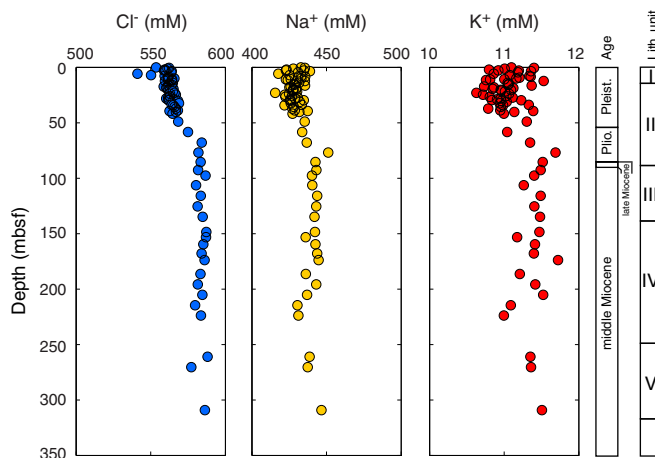 Cl⁻ (mM) Na⁺ (mM) K⁺ (mM) Age
500 600 400 450 500 10 11 12
0
50
100
150
200
250
300
350
Depth (mbsf)
Pleist.
Plio.
late Miocene
middle Miocene
I
II
III
IV
V